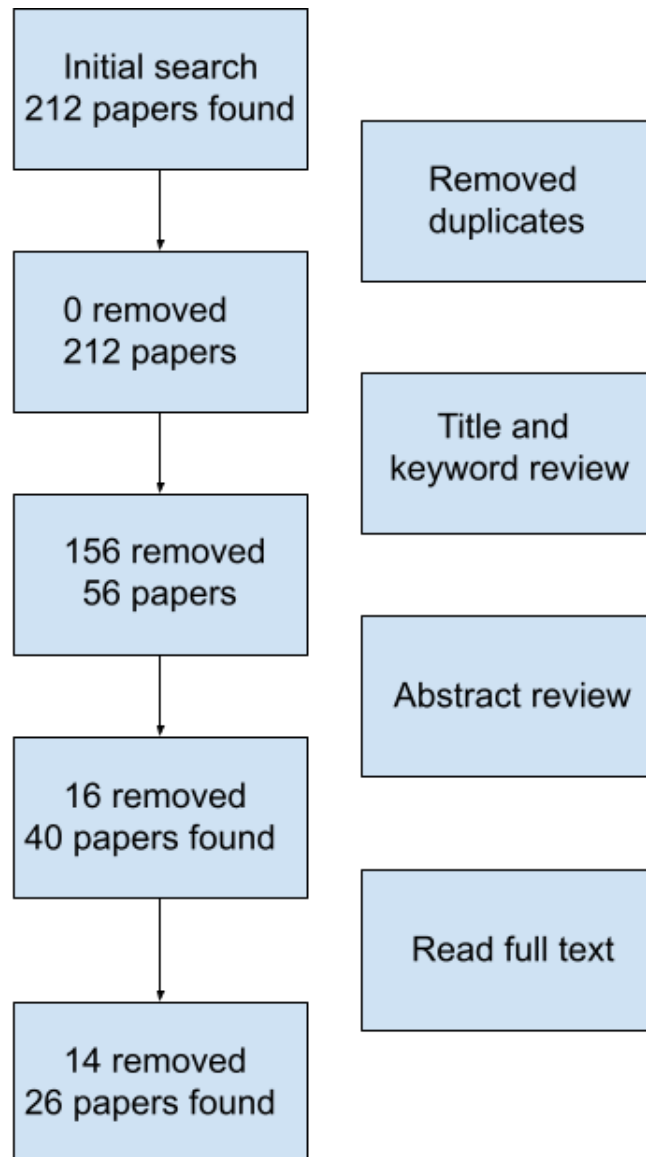 Initial search
212 papers found
Removed
duplicates
0 removed
212 papers
Title and
keyword review
156 removed
56 papers
Abstract review
16 removed
40 papers found
Read full text
14 removed
26 papers found